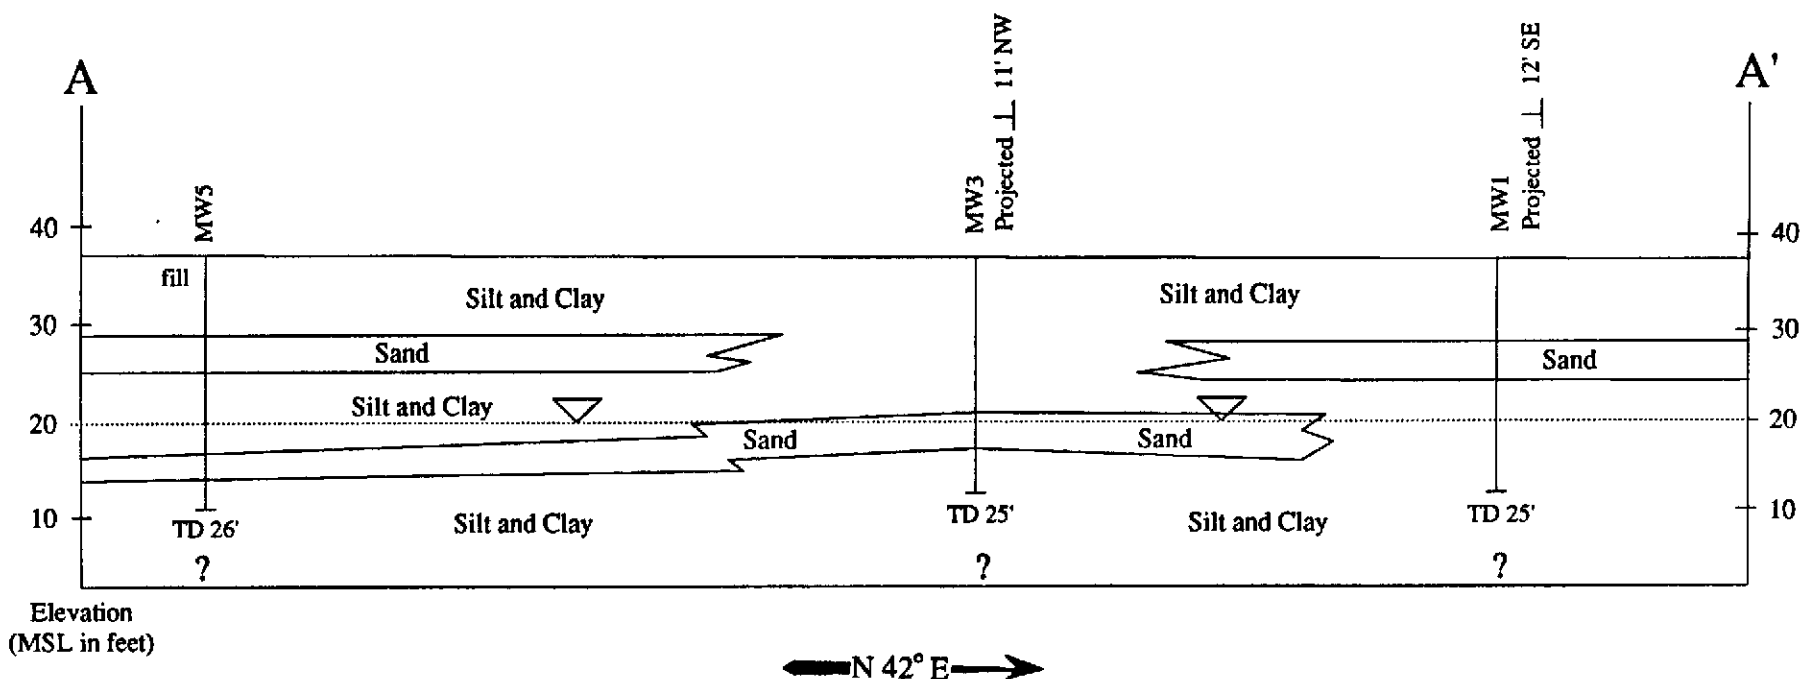 A
A'
MW5
MW3
Projected ⊥ 11' NW
MW1
Projected ⊥ 12' SE
40
40
fill
Silt and Clay
Silt and Clay
30
30
Sand
Sand
Silt and Clay
20
20
Sand
Sand
10
10
TD 26'
TD 25'
TD 25'
Silt and Clay
Silt and Clay
?
?
?
Elevation
(MSL in feet)
N 42° E